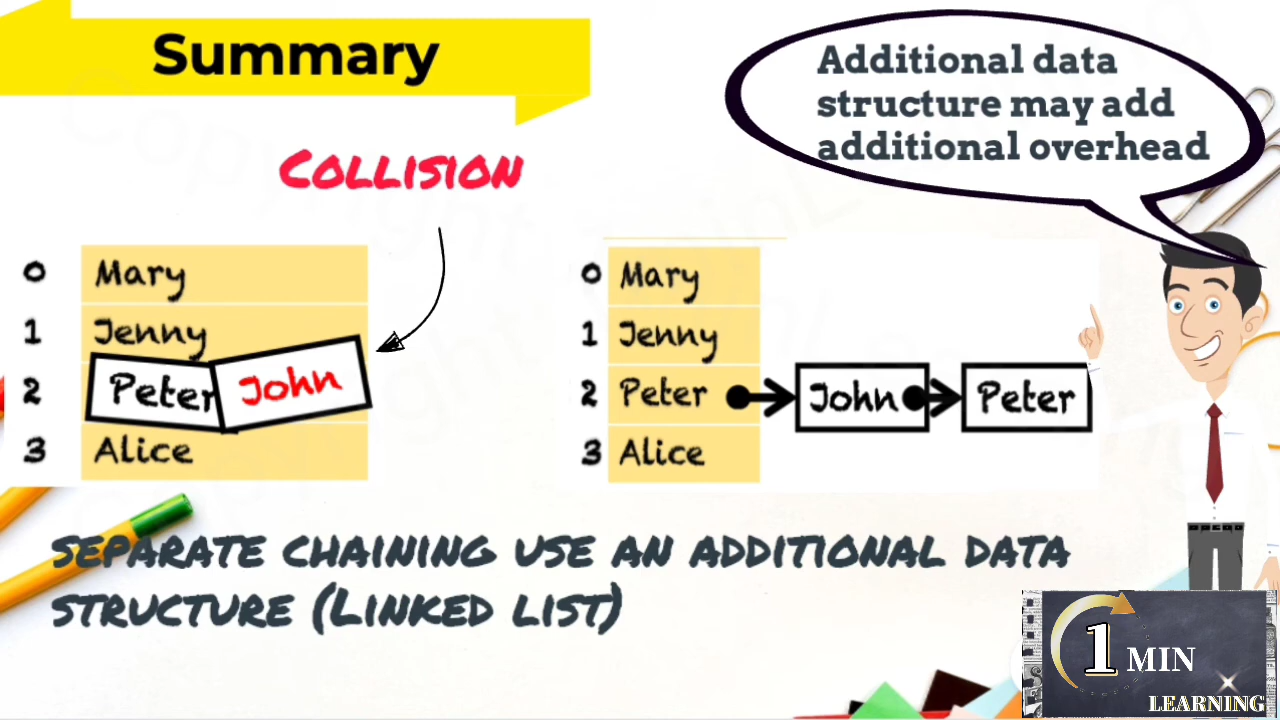 Summary
Additional data
structure may add
additional overhead
Collision
0 Mary
1 Jenny
2 Peter John
3 Alice
0 Mary
1 Jenny
2 Peter John Peter
3 Alice
separate chaining use an additional data
structure (Linked list)
1 MIN
LEARNING